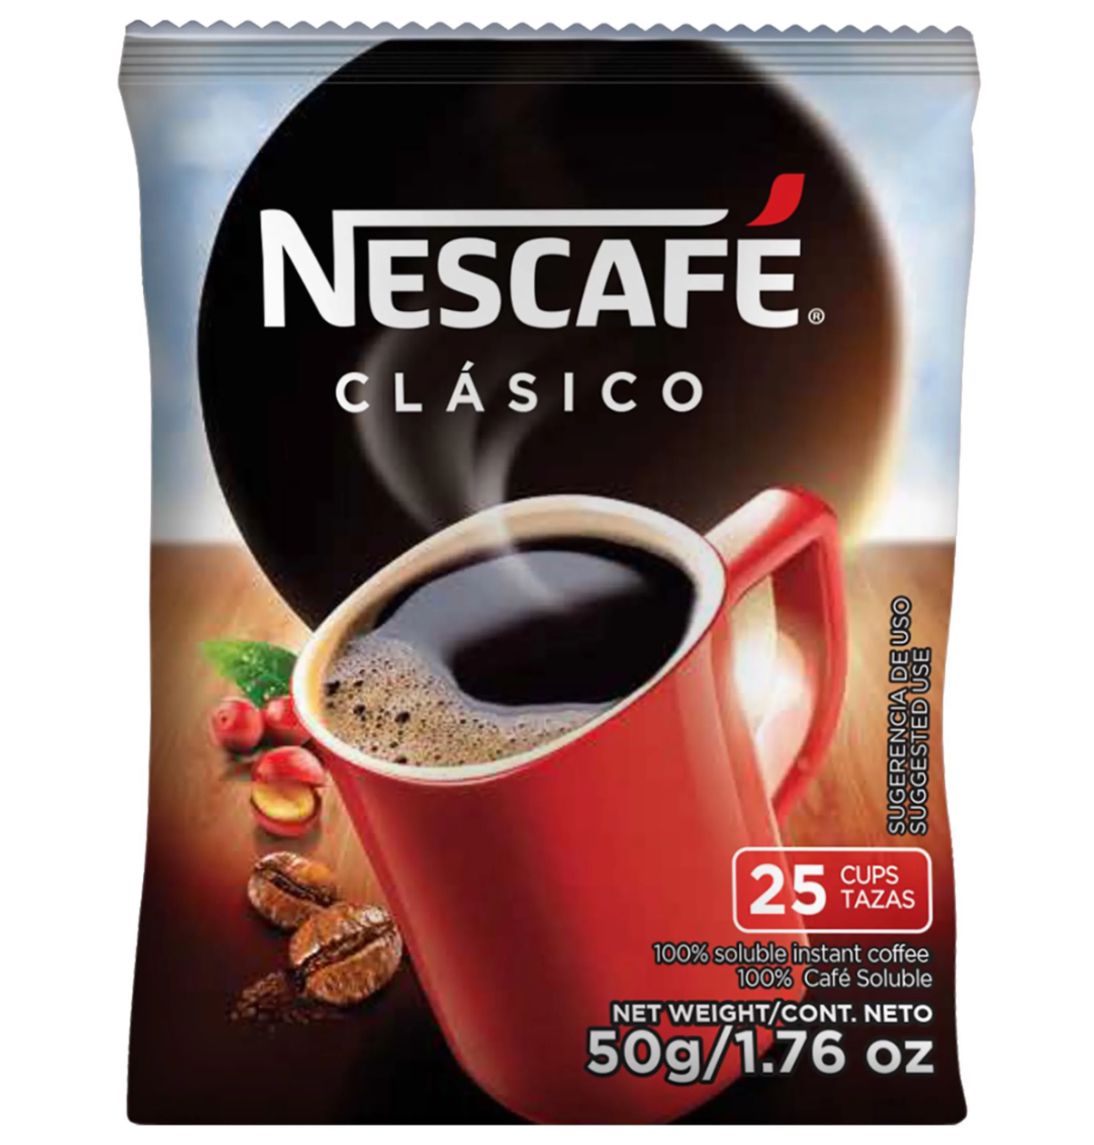 NESCAFÉ®
CLÁSICO
SUGERENCIA DE USO
SUGGESTED USE
25 CUPS
TAZAS
100% soluble instant coffee
100% Café Soluble
NET WEIGHT/CONT. NETO
50g/1.76 oz